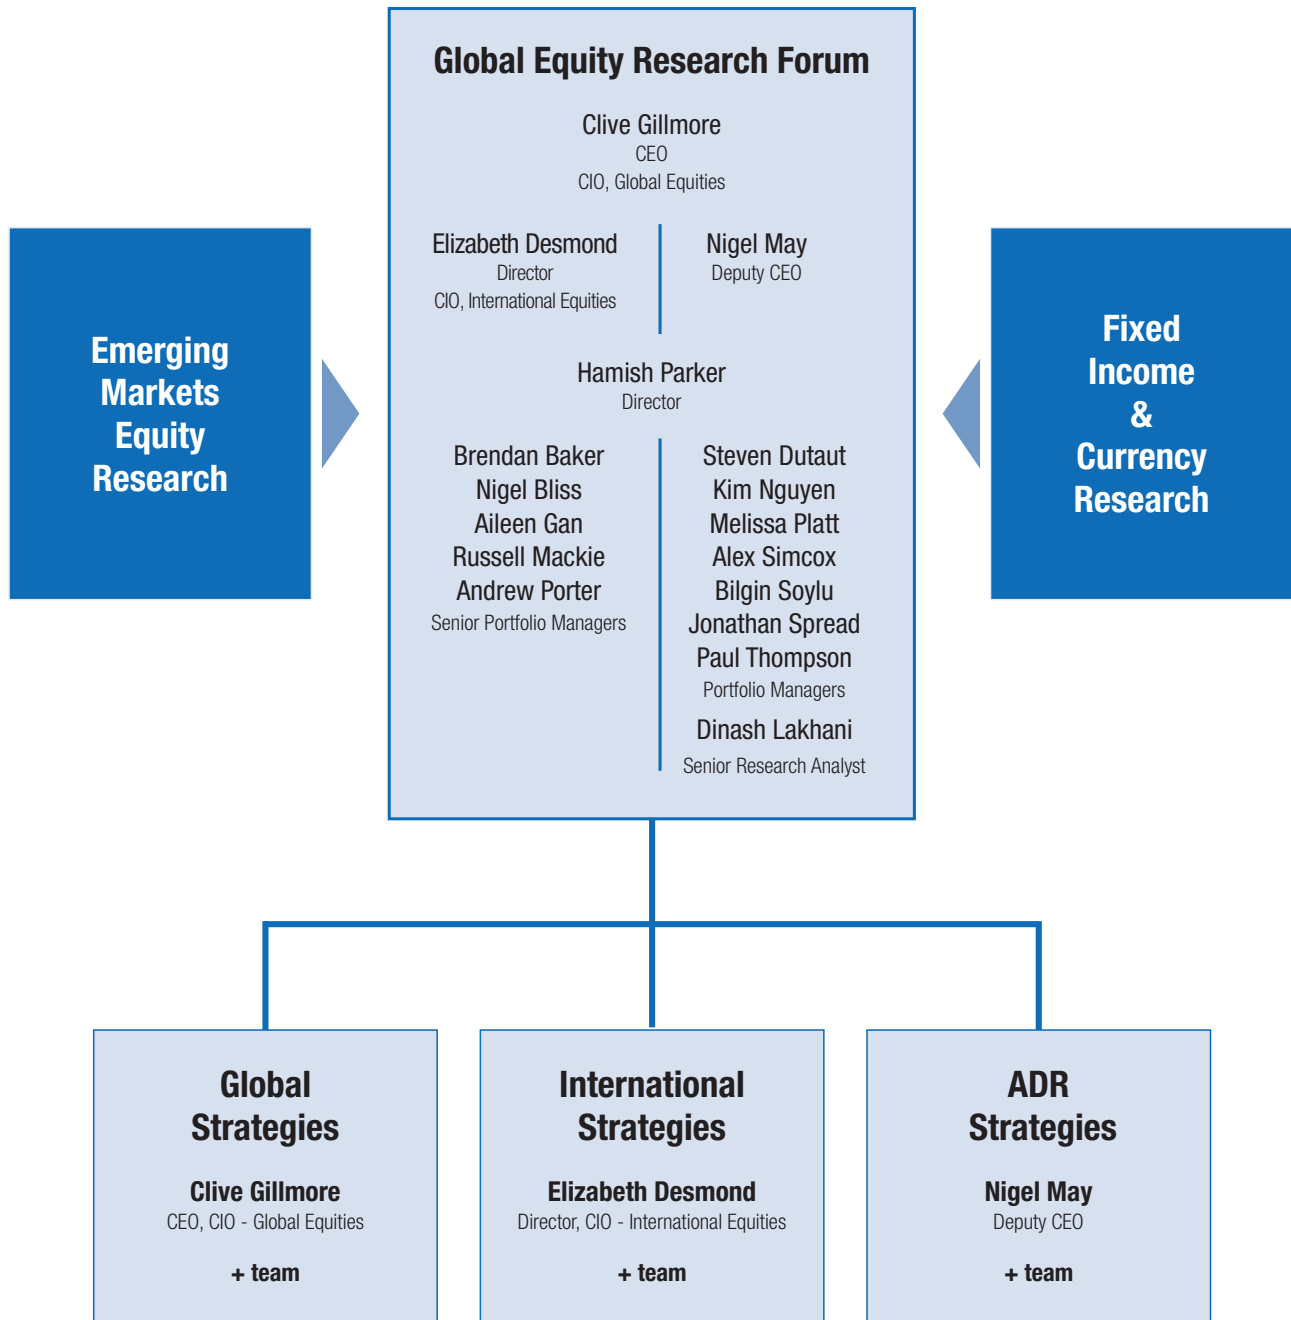 Global Equity Research Forum
Clive Gillmore
CEO
CIO, Global Equities
Elizabeth Desmond
Director
CIO, International Equities
Nigel May
Deputy CEO
Hamish Parker
Director
Brendan Baker
Nigel Bliss
Aileen Gan
Russell Mackie
Andrew Porter
Senior Portfolio Managers
Steven Dutaut
Kim Nguyen
Melissa Platt
Alex Simcox
Bilgin Soylu
Jonathan Spread
Paul Thompson
Portfolio Managers
Dinash Lakhani
Senior Research Analyst
Emerging
Markets
Equity
Research
Fixed
Income
&
Currency
Research
Global
Strategies
Clive Gillmore
CEO, CIO - Global Equities
+ team
International
Strategies
Elizabeth Desmond
Director, CIO - International Equities
+ team
ADR
Strategies
Nigel May
Deputy CEO
+ team